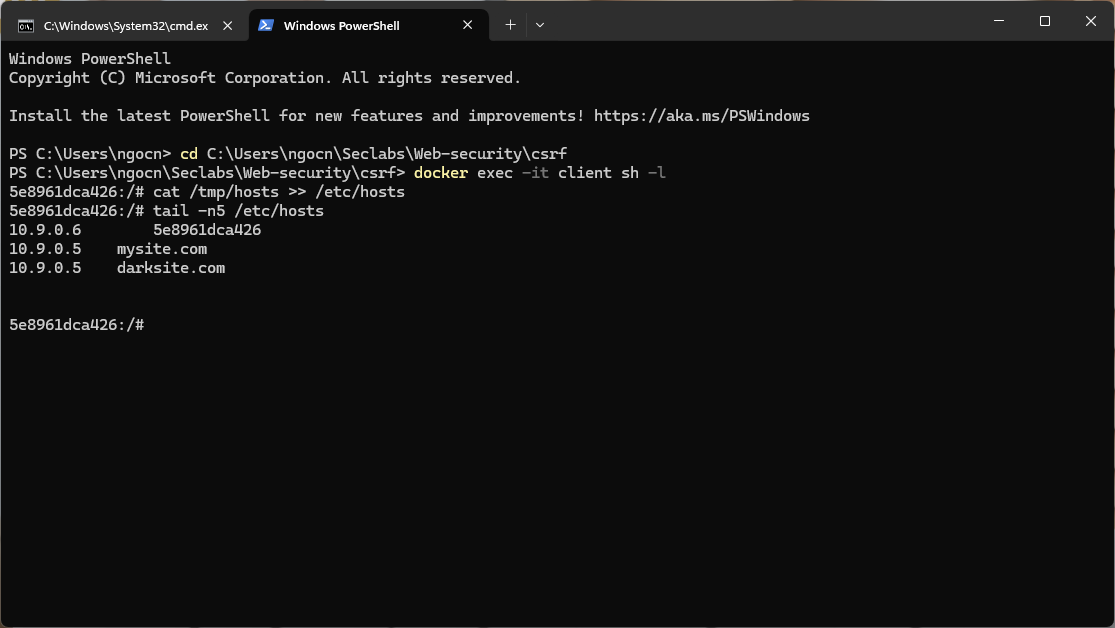 C:\Windows\System32\cmd.ex
Windows PowerShell
Windows PowerShell
Copyright (C) Microsoft Corporation. All rights reserved.
Install the latest PowerShell for new features and improvements! https://aka.ms/PSWindows
PS C:\Users\ngocn> cd C:\Users\ngocn\Seclabs\Web-security\csrf
PS C:\Users\ngocn\Seclabs\Web-security\csrf> docker exec -it client sh -l
5e8961dca426:/# cat /tmp/hosts >> /etc/hosts
5e8961dca426:/# tail -n5 /etc/hosts
10.9.0.6        5e8961dca426
10.9.0.5    mysite.com
10.9.0.5    darksite.com
5e8961dca426:/#